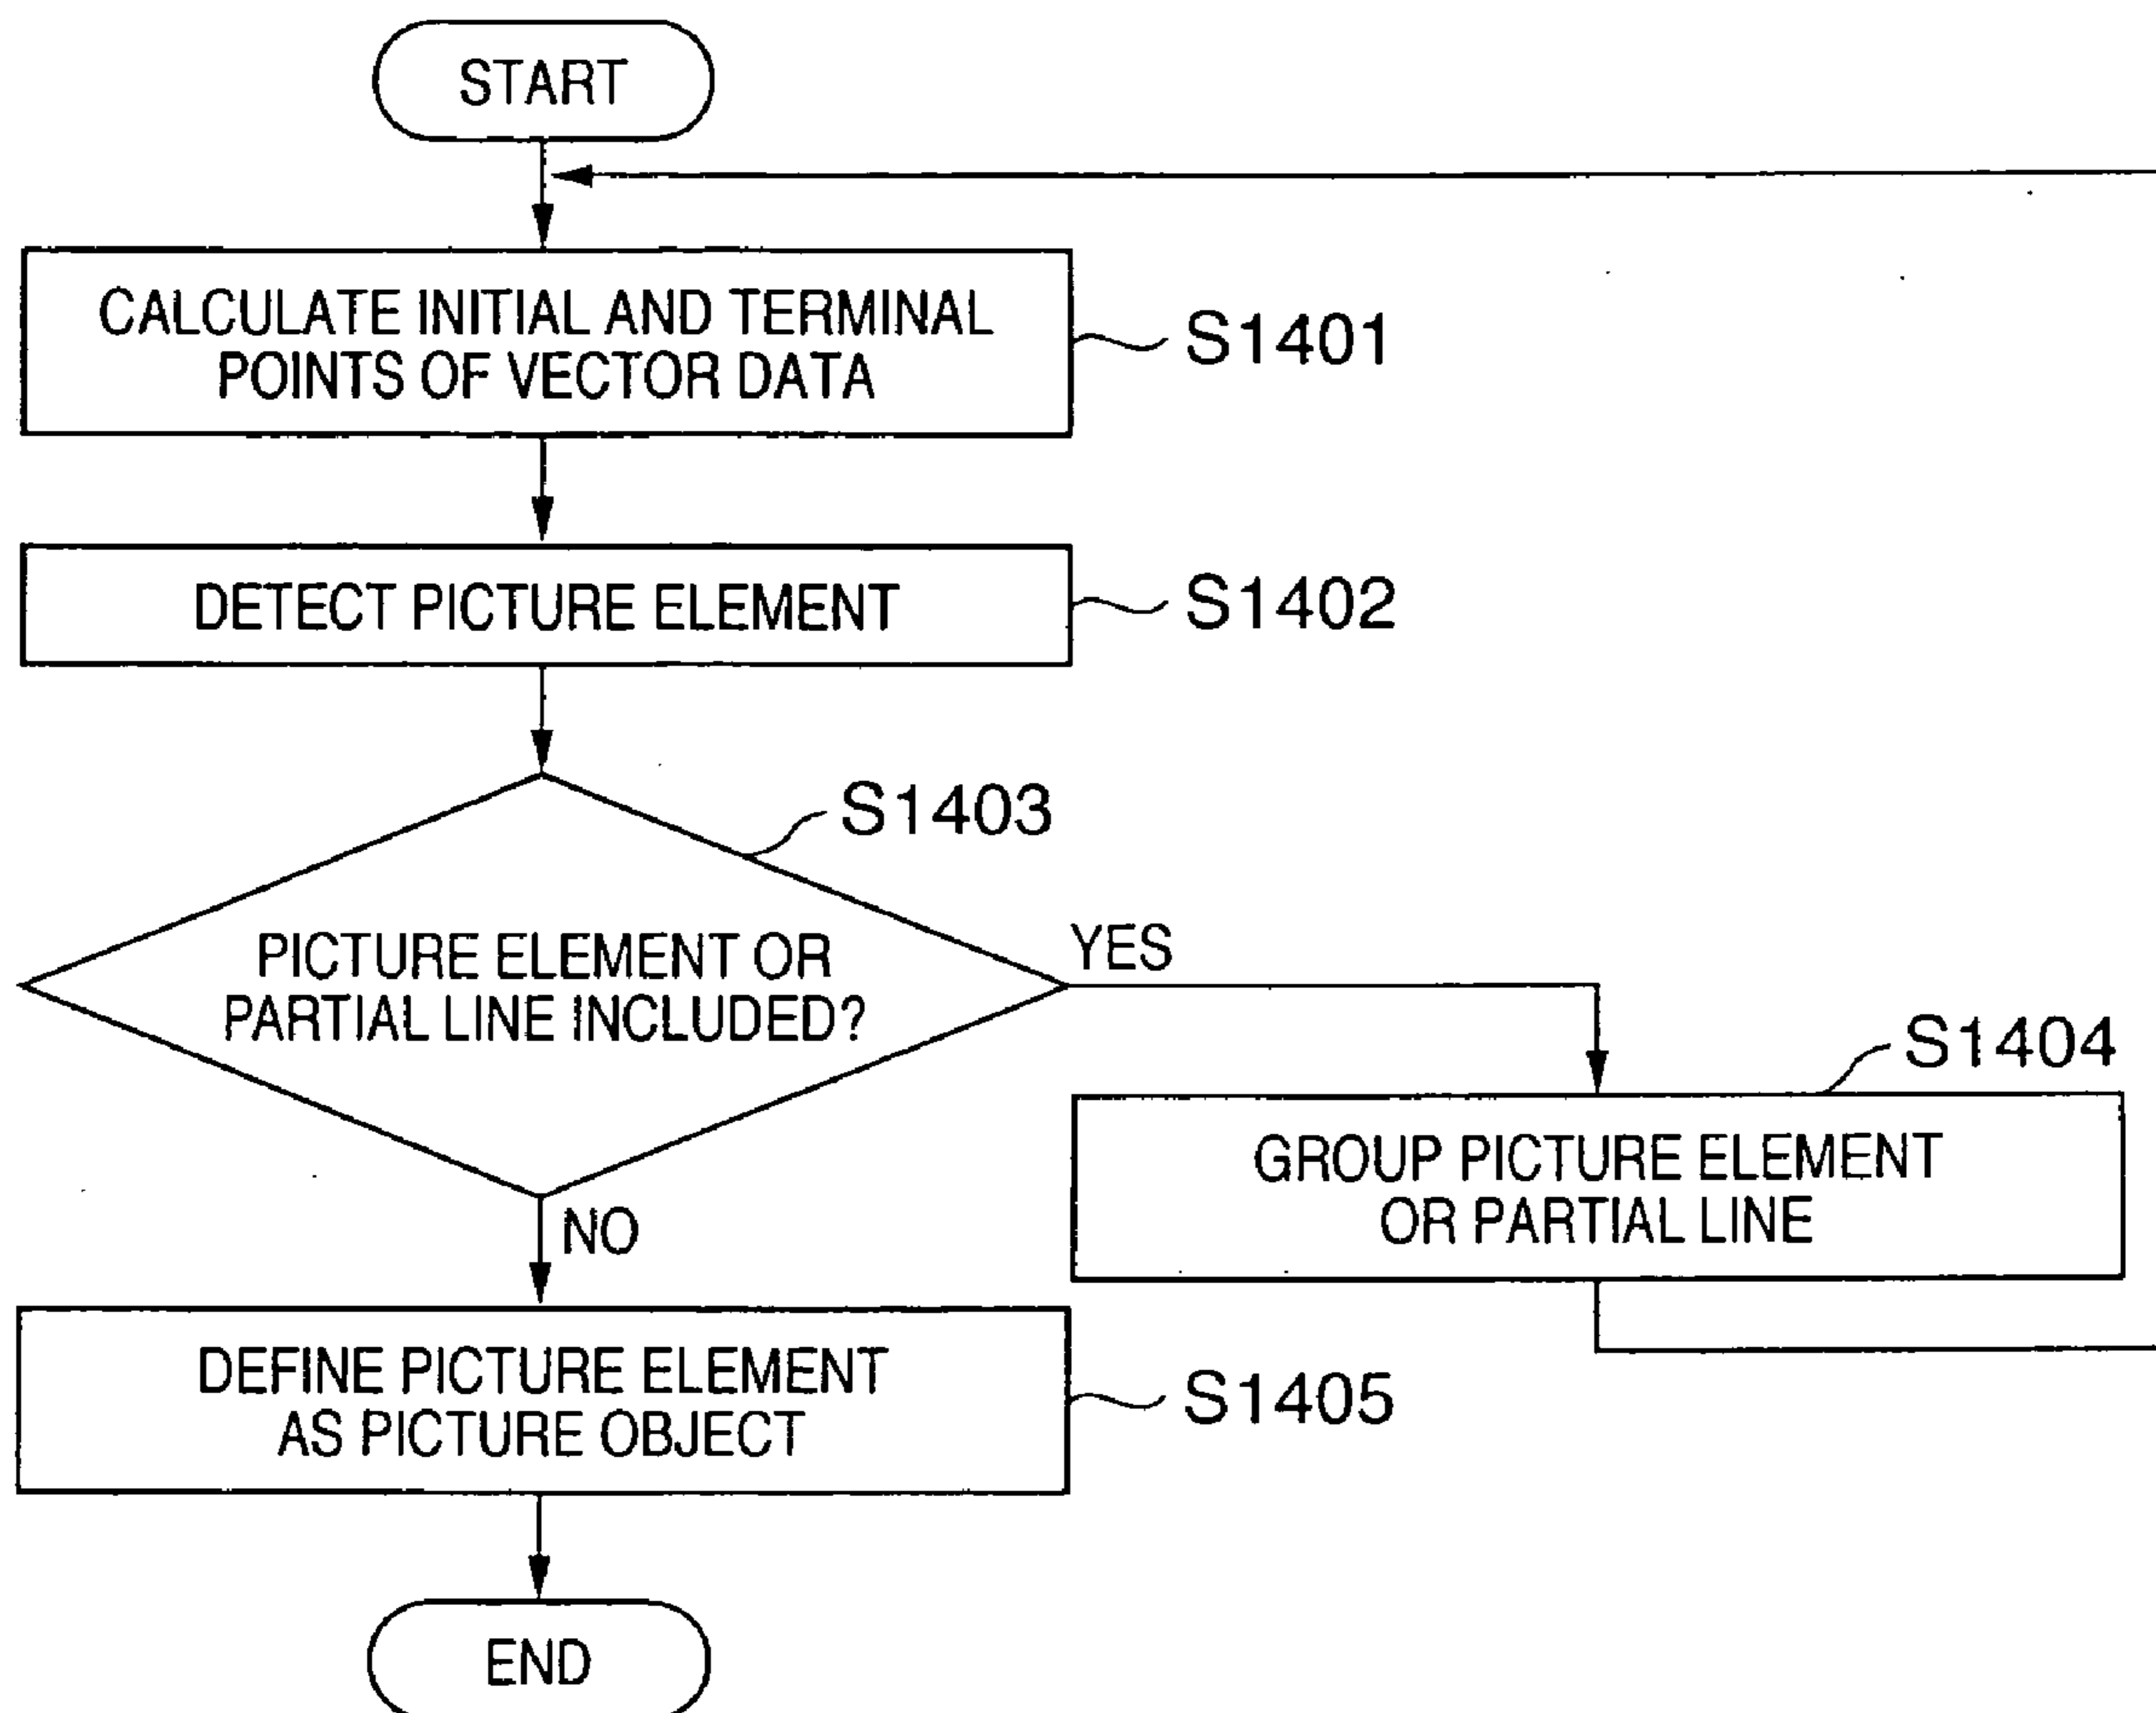 START
CALCULATE INITIAL AND TERMINAL
POINTS OF VECTOR DATA
S1401
DETECT PICTURE ELEMENT
S1402
S1403
PICTURE ELEMENT OR
PARTIAL LINE INCLUDED?
YES
S1404
GROUP PICTURE ELEMENT
OR PARTIAL LINE
NO
DEFINE PICTURE ELEMENT
AS PICTURE OBJECT
S1405
END